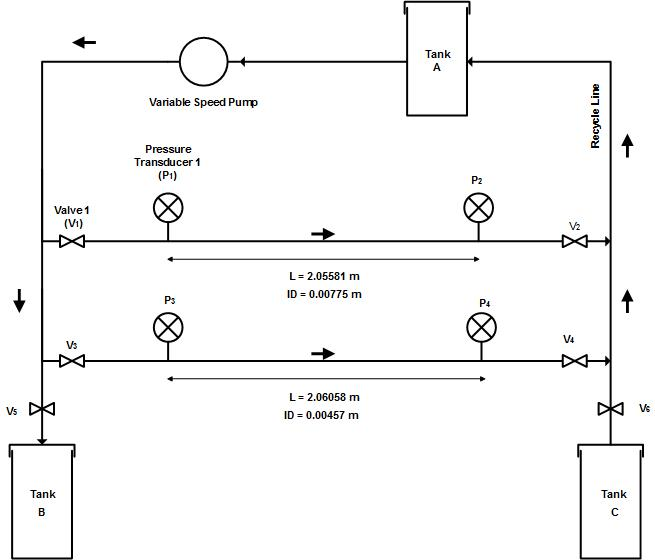 Tank
A
Variable Speed Pump
Recycle Line
Pressure
Transducer 1
(P1)
P2
Valve 1
(V1)
V2
L = 2.05581 m
ID = 0.00775 m
P3
P4
V3
V4
L = 2.06058 m
ID = 0.00457 m
V5
V6
Tank
B
Tank
C